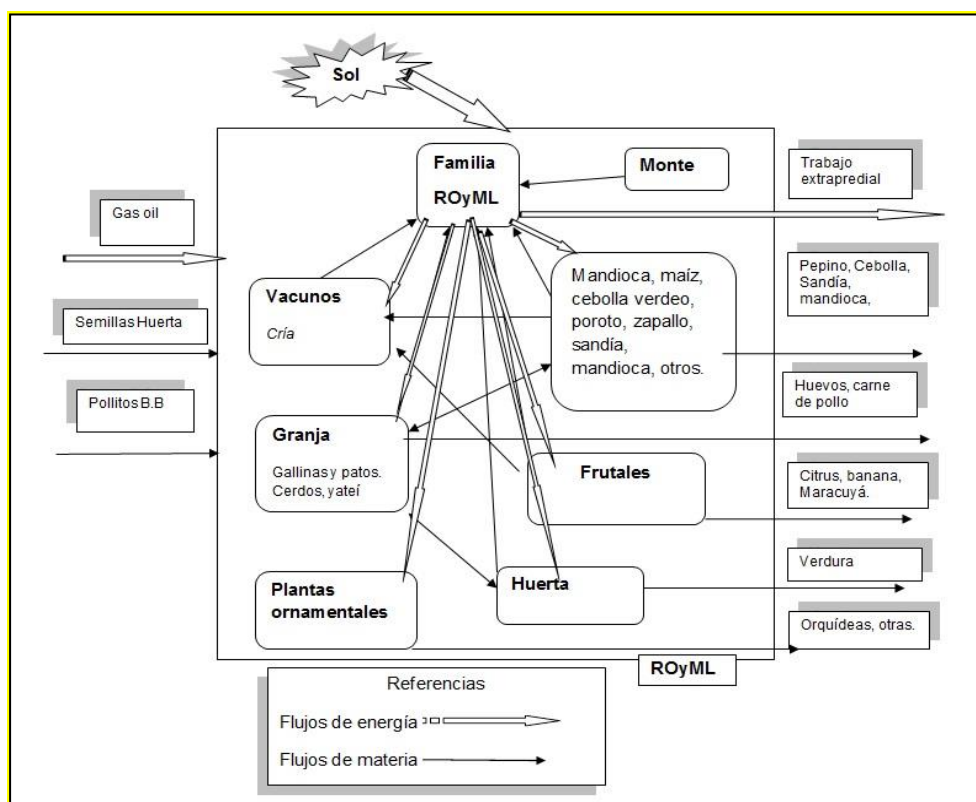 Sol
Familia
ROyML
Monte
Trabajo
extrapredial
Gas oil
Vacunos
Cría
Mandioca, maíz,
cebolla verdeo,
poroto, zapallo,
sandía,
mandioca, otros.
Pepino, Cebolla,
Sandía,
mandioca,
Semillas Huerta
Huevos, carne
de pollo
Pollitos B.B
Granja
Gallinas y patos.
Cerdos, yateí
Frutales
Citrus, banana,
Maracuyá.
Verdura
Plantas
ornamentales
Huerta
Orquídeas, otras.
ROyML
Referencias
Flujos de energía
Flujos de materia